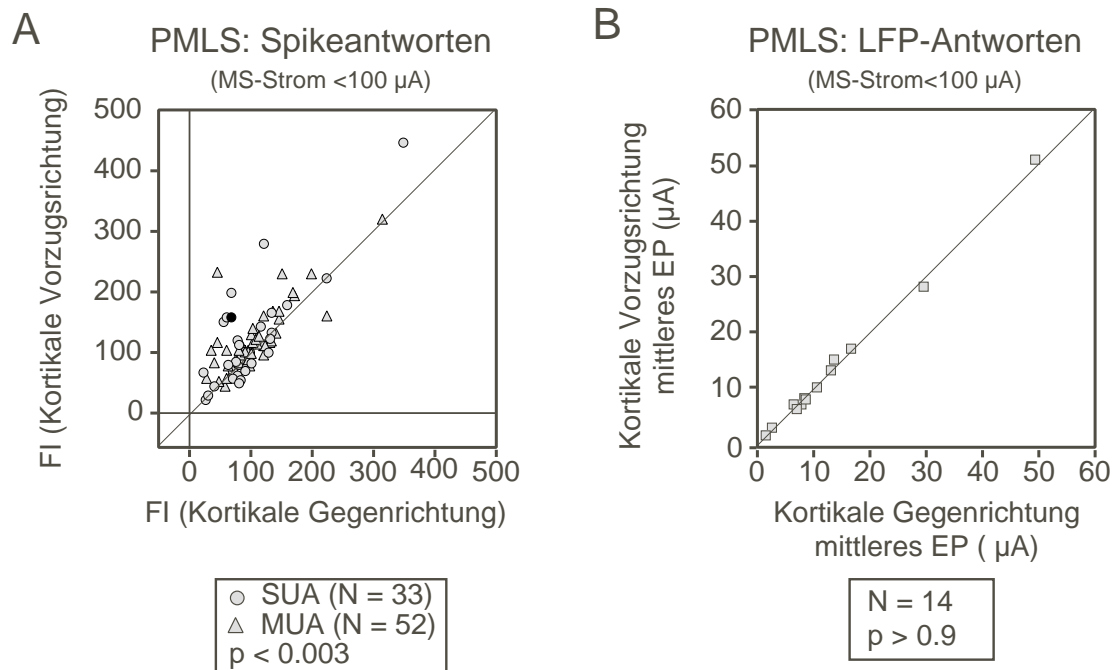 A
PMLS: Spikeantworten
(MS-Strom <100 µA)
FI (Kortikale Vorzugsrichtung)
500
400
300
200
100
0
0 100 200 300 400 500
FI (Kortikale Gegenrichtung)
SUA (N = 33)
MUA (N = 52)
p < 0.003
B
PMLS: LFP-Antworten
(MS-Strom<100 µA)
Kortikale Vorzugsrichtung
mittleres EP (µA)
60
50
40
30
20
10
0
0 10 20 30 40 50 60
Kortikale Gegenrichtung
mittleres EP ( µA)
N = 14
p > 0.9